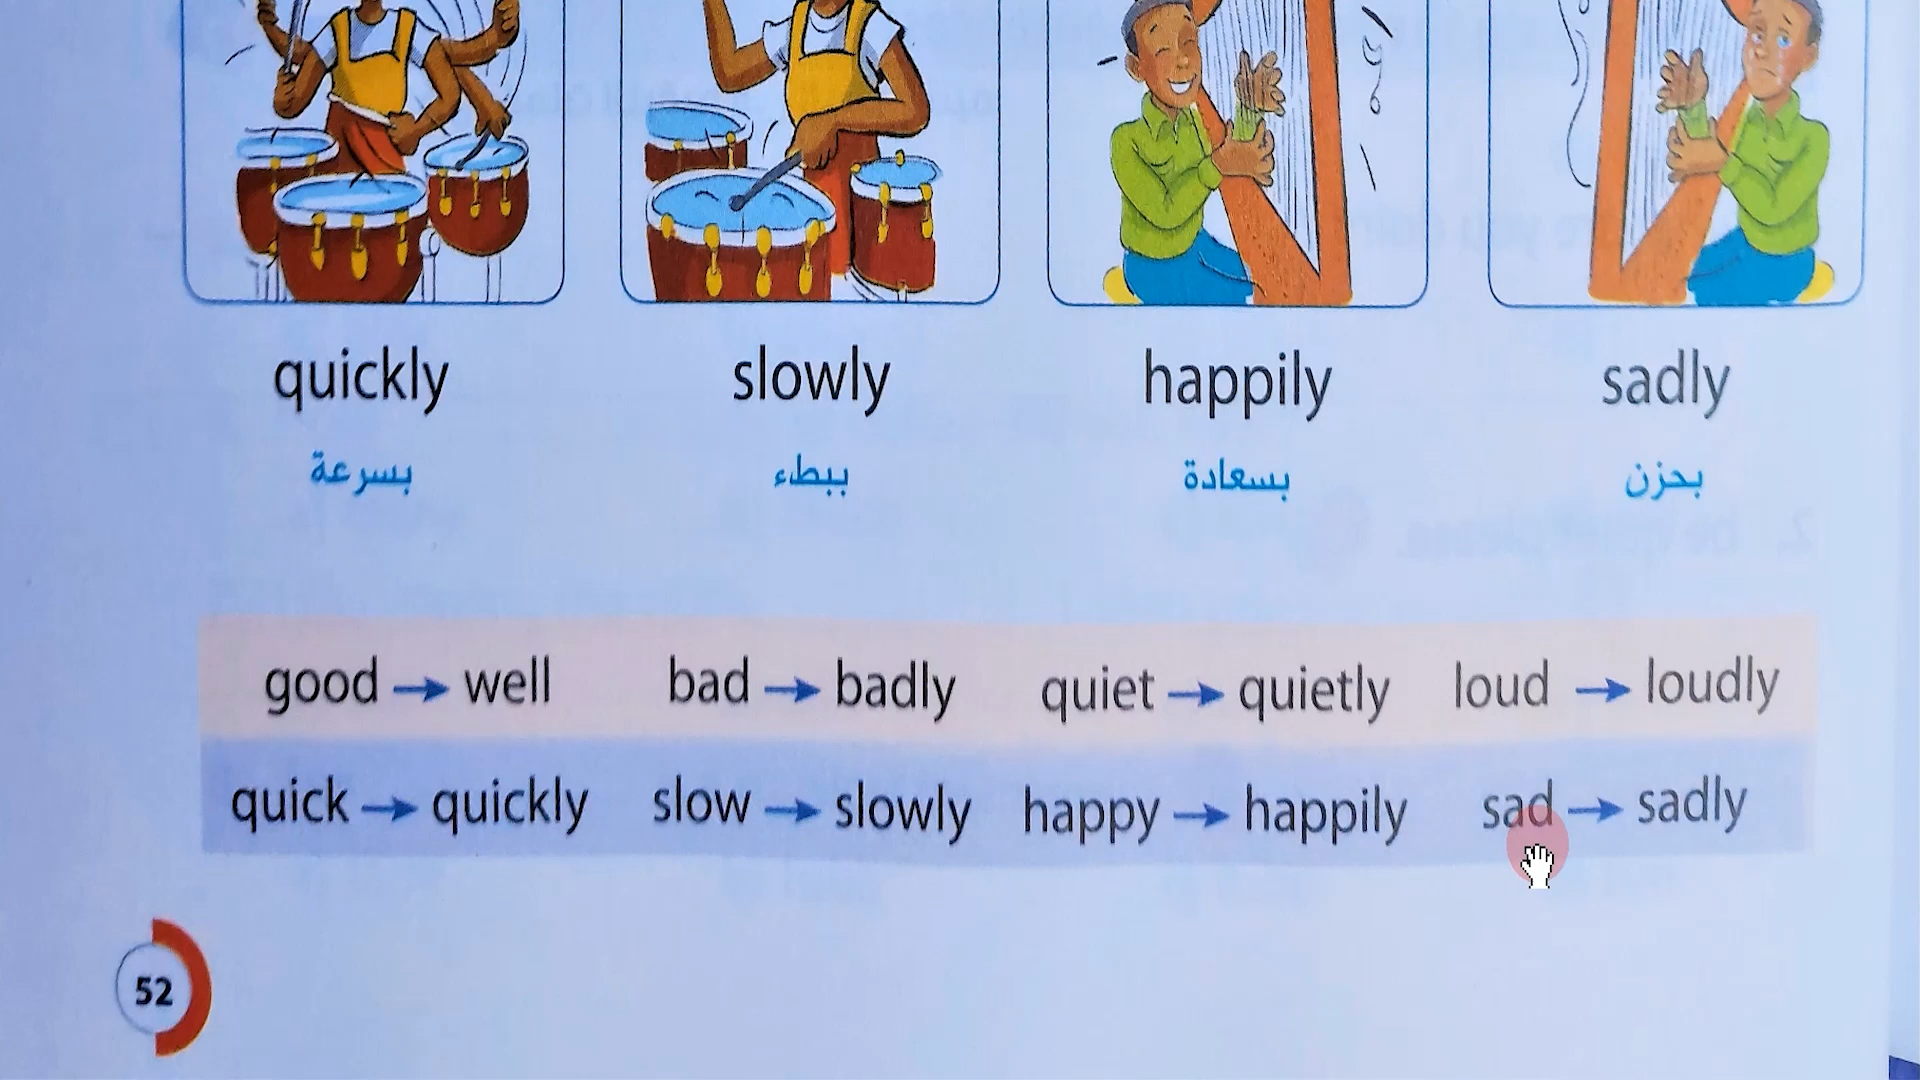 quickly slowly happily sadly
بسرعة ببطء بسعادة بحزن
good → well bad → badly quiet → quietly loud → loudly
quick → quickly slow → slowly happy → happily sad → sadly
52